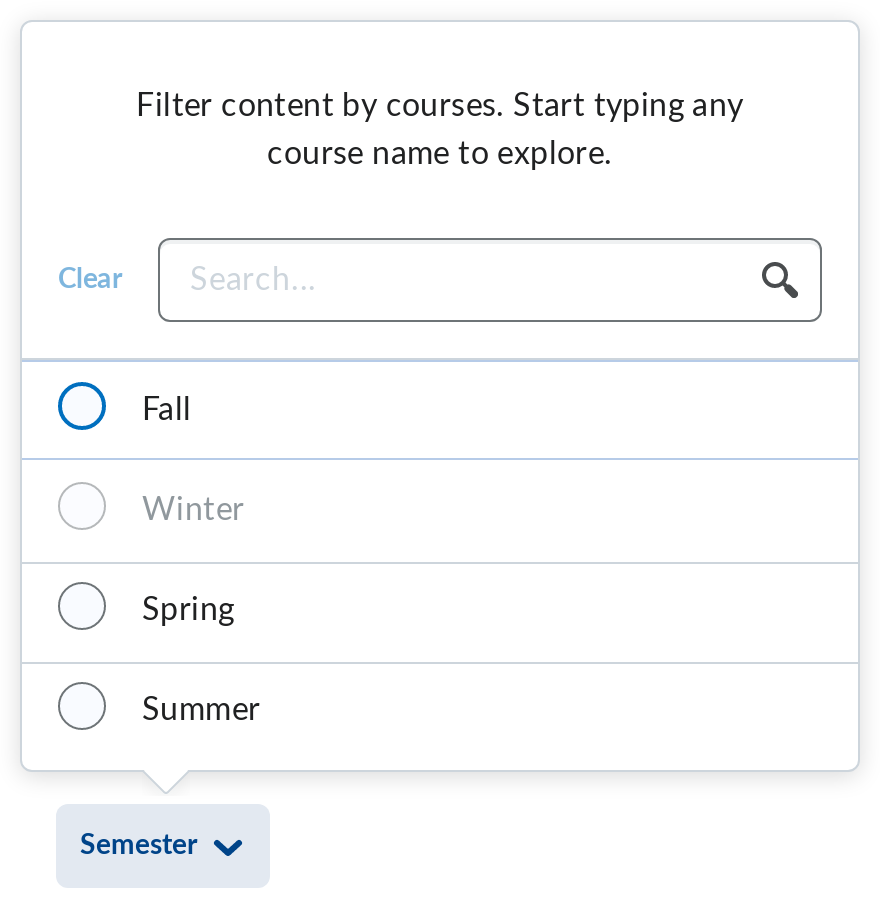 Filter content by courses. Start typing any
course name to explore.
Clear
Search...
Fall
Winter
Spring
Summer
Semester